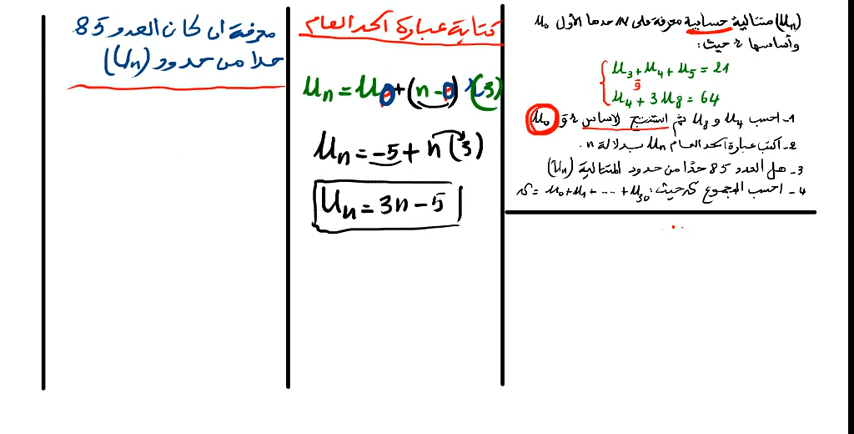 (Uₙ) متتالية حسابية معرفة على N حدها الأول U₀
وأساسها r حيث:
U₃ + U₄ + U₅ = 21
و
U₄ + 3U₈ = 64
1- احسب U₄ و U₈ ثم استنتج الأساس r و U₀
2- اكتب عبارة الحد العام Uₙ بدلالة n.
3- هل العدد 85 حدا من حدود المتتالية (Uₙ)
4- احسب المجموع S حيث: S = U₀ + U₁ + ... + U₃₀
كتابة عبارة الحد العام
Uₙ = U₀ + (n - 0) × (3)
Uₙ = -5 + n (3)
Uₙ = 3n - 5
معرفة ان كان العدد 85
حدا من حدود (Uₙ)